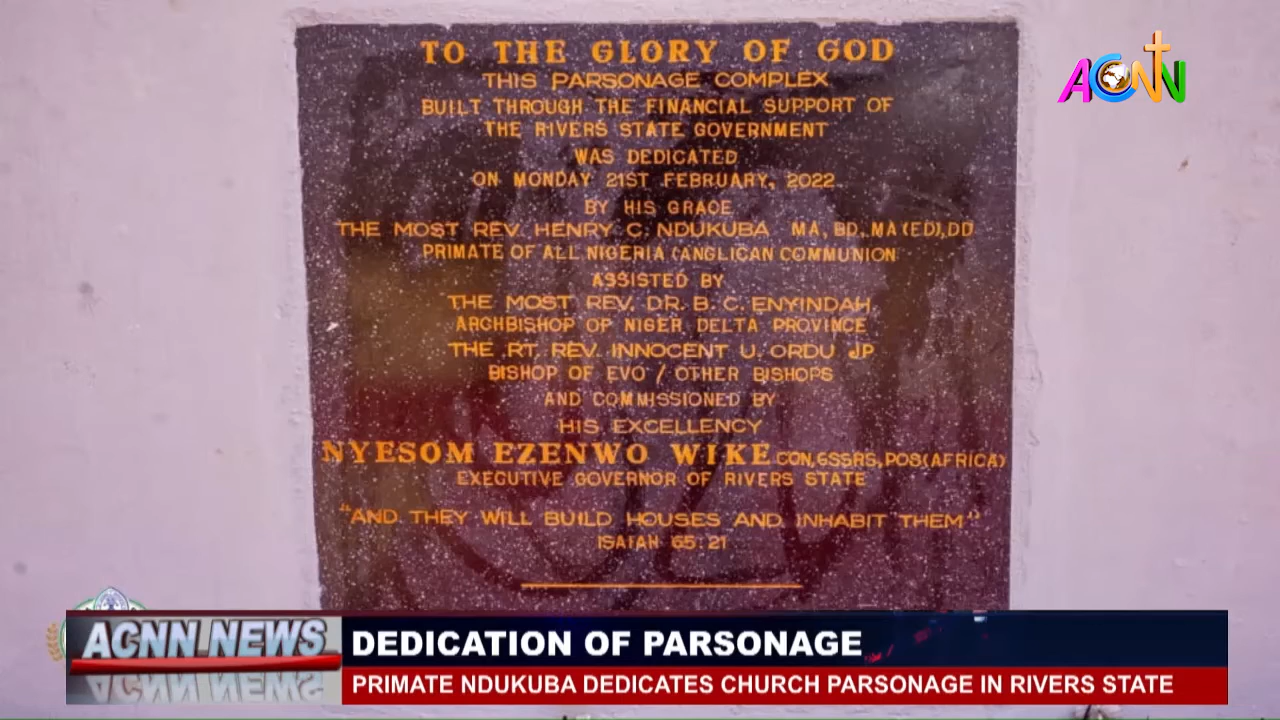 TO THE GLORY OF GOD
THIS PARSONAGE COMPLEX
BUILT THROUGH THE FINANCIAL SUPPORT OF
THE RIVERS STATE GOVERNMENT
WAS DEDICATED
ON MONDAY 21ST FEBRUARY, 2022
BY HIS GRACE
THE MOST REV. HENRY C. NDUKUBA MA, BD, MA (ED), DD
PRIMATE OF ALL NIGERIA (ANGLICAN COMMUNION
ASSISTED BY
THE MOST REV. DR. B. C. ENYINDAH
ARCHBISHOP OF NIGER DELTA PROVINCE
THE RT. REV. INNOCENT U. ORDU JP
BISHOP OF EVO / OTHER BISHOPS
AND COMMISSIONED BY
HIS EXCELLENCY
NYESOM EZENWO WIKE CON, GSSRS, POS (AFRICA)
EXECUTIVE GOVERNOR OF RIVERS STATE
"AND THEY WILL BUILD HOUSES AND INHABIT THEM"
ISAIAH 65:21
ACNN
ACNN NEWS
DEDICATION OF PARSONAGE
PRIMATE NDUKUBA DEDICATES CHURCH PARSONAGE IN RIVERS STATE